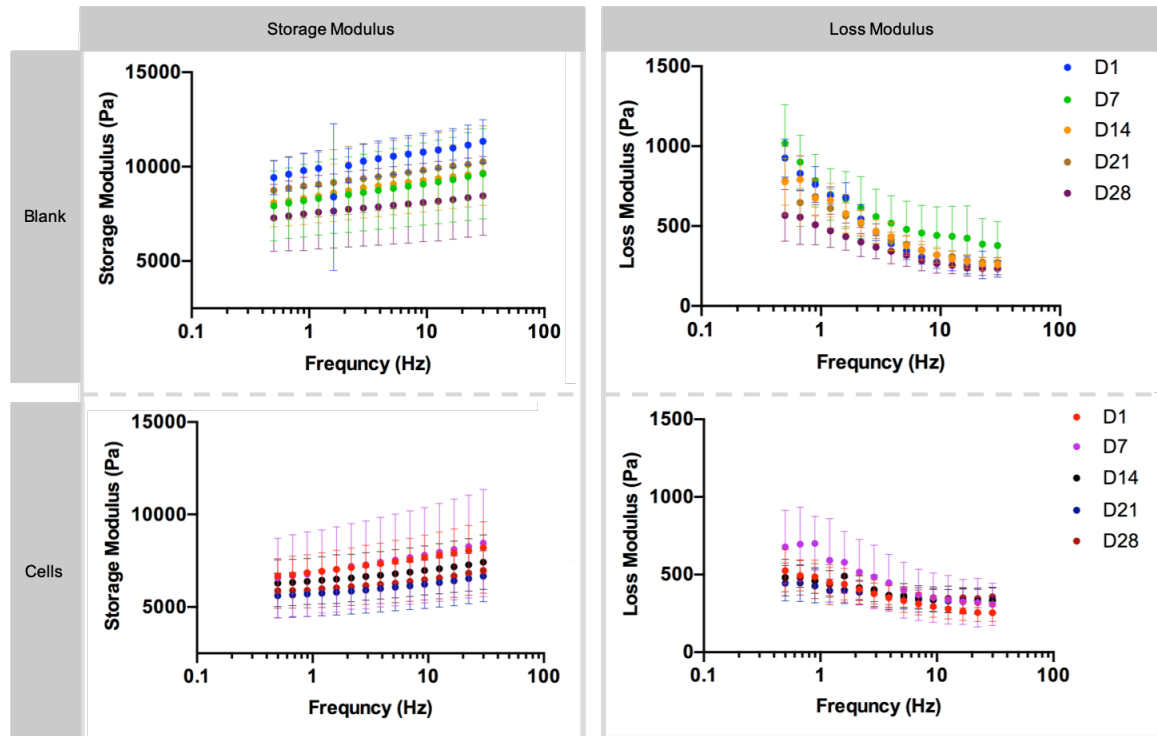 Storage Modulus
Loss Modulus
Blank
Storage Modulus (Pa)
15000
10000
5000
0.1
1
10
100
Frequncy (Hz)
Loss Modulus (Pa)
1500
1000
500
0
0.1
1
10
100
Frequncy (Hz)
D1
D7
D14
D21
D28
Cells
Storage Modulus (Pa)
15000
10000
5000
0.1
1
10
100
Frequncy (Hz)
Loss Modulus (Pa)
1500
1000
500
0
0.1
1
10
100
Frequncy (Hz)
D1
D7
D14
D21
D28